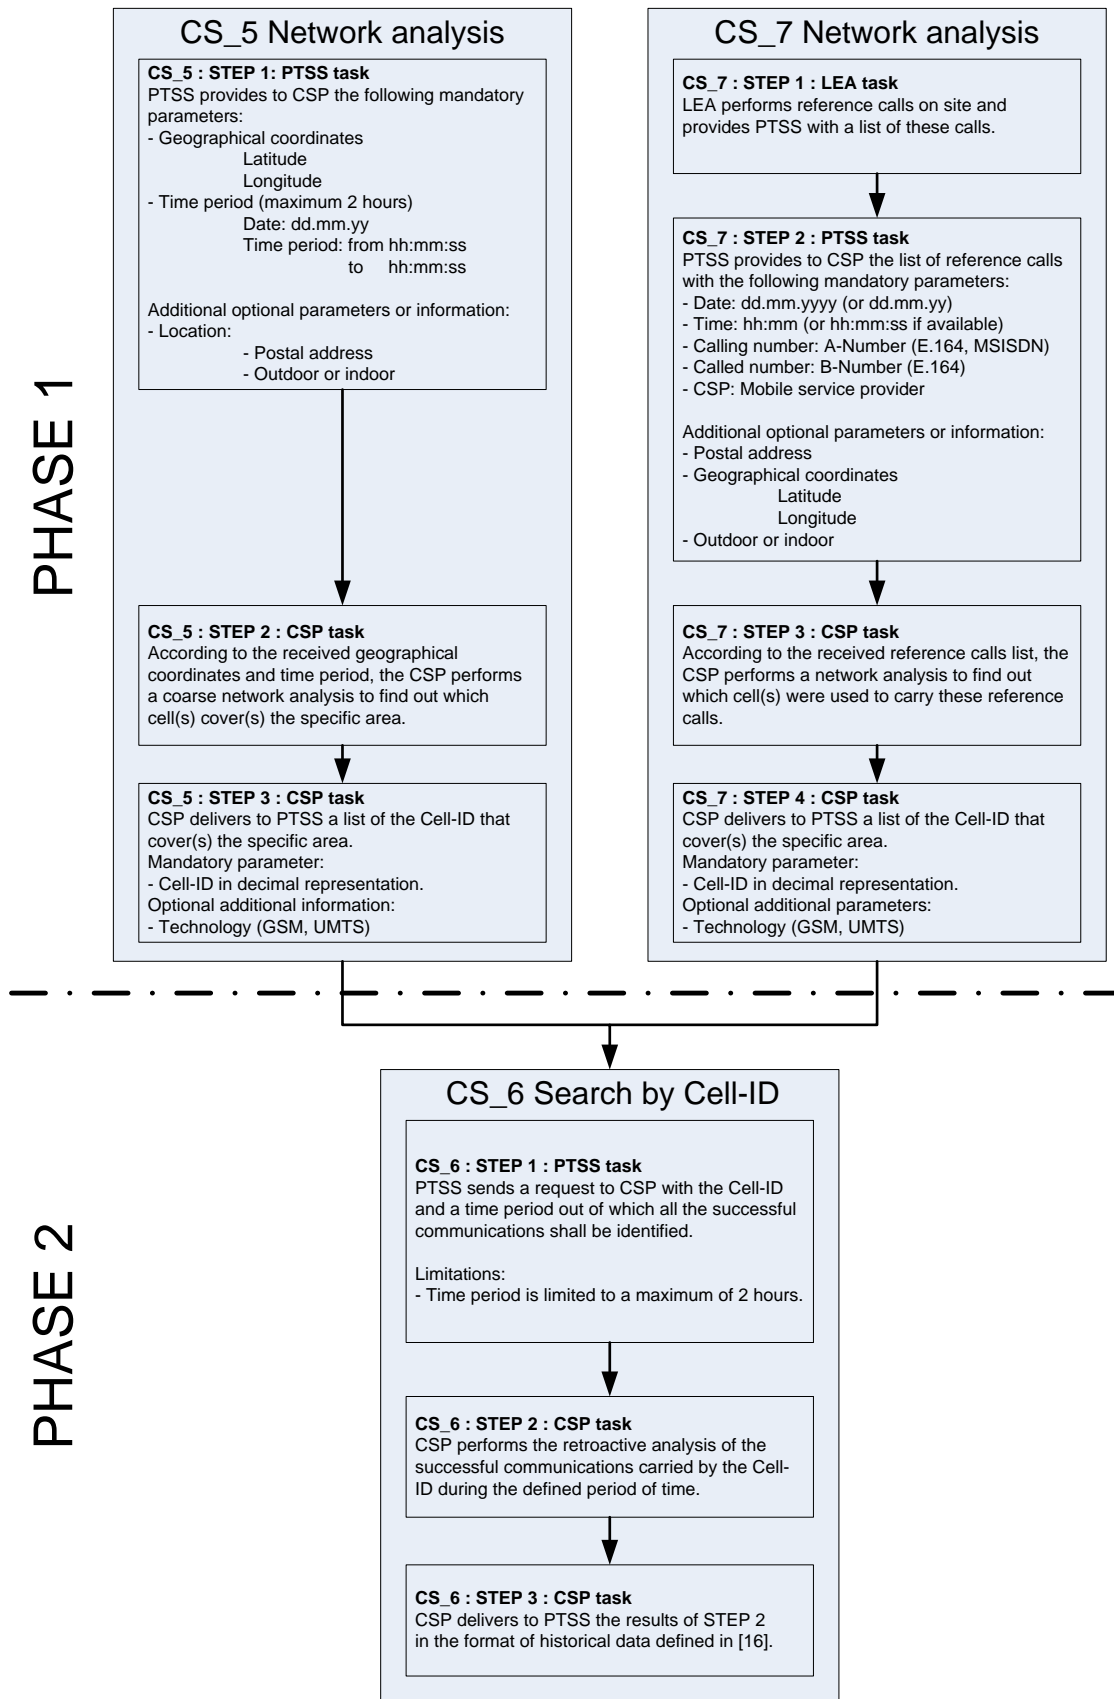 PHASE 1
CS_5 Network analysis
CS_5 : STEP 1: PTSS task
PTSS provides to CSP the following mandatory
parameters:
- Geographical coordinates
Latitude
Longitude
- Time period (maximum 2 hours)
Date: dd.mm.yy
Time period: from hh:mm:ss
to hh:mm:ss
Additional optional parameters or information:
- Location:
- Postal address
- Outdoor or indoor
CS_5 : STEP 2 : CSP task
According to the received geographical
coordinates and time period, the CSP performs
a coarse network analysis to find out which
cell(s) cover(s) the specific area.
CS_5 : STEP 3 : CSP task
CSP delivers to PTSS a list of the Cell-ID that
cover(s) the specific area.
Mandatory parameter:
- Cell-ID in decimal representation.
Optional additional information:
- Technology (GSM, UMTS)
CS_7 Network analysis
CS_7 : STEP 1 : LEA task
LEA performs reference calls on site and
provides PTSS with a list of these calls.
CS_7 : STEP 2 : PTSS task
PTSS provides to CSP the list of reference calls
with the following mandatory parameters:
- Date: dd.mm.yyyy (or dd.mm.yy)
- Time: hh:mm (or hh:mm:ss if available)
- Calling number: A-Number (E.164, MSISDN)
- Called number: B-Number (E.164)
- CSP: Mobile service provider
Additional optional parameters or information:
- Postal address
- Geographical coordinates
Latitude
Longitude
- Outdoor or indoor
CS_7 : STEP 3 : CSP task
According to the received reference calls list, the
CSP performs a network analysis to find out
which cell(s) were used to carry these reference
calls.
CS_7 : STEP 4 : CSP task
CSP delivers to PTSS a list of the Cell-ID that
cover(s) the specific area.
Mandatory parameter:
- Cell-ID in decimal representation.
Optional additional parameters:
- Technology (GSM, UMTS)
PHASE 2
CS_6 Search by Cell-ID
CS_6 : STEP 1 : PTSS task
PTSS sends a request to CSP with the Cell-ID
and a time period out of which all the successful
communications shall be identified.
Limitations:
- Time period is limited to a maximum of 2 hours.
CS_6 : STEP 2 : CSP task
CSP performs the retroactive analysis of the
successful communications carried by the Cell-
ID during the defined period of time.
CS_6 : STEP 3 : CSP task
CSP delivers to PTSS the results of STEP 2
in the format of historical data defined in [16].